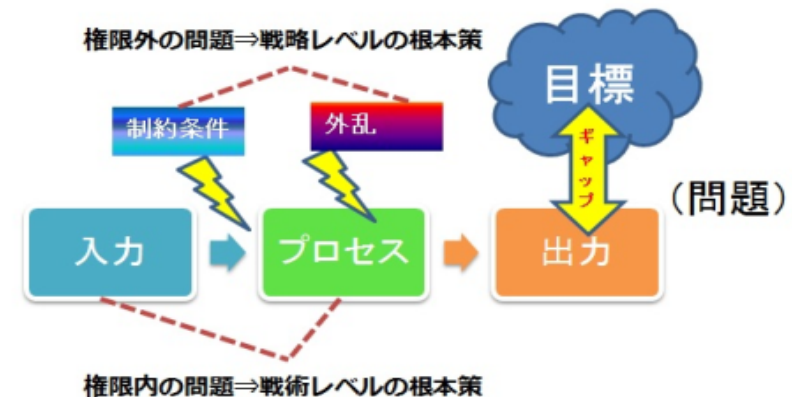 権限外の問題⇒戦略レベルの根本策
目標
制約条件
外乱
ギャップ
(問題)
入力
プロセス
出力
権限内の問題⇒戦術レベルの根本策